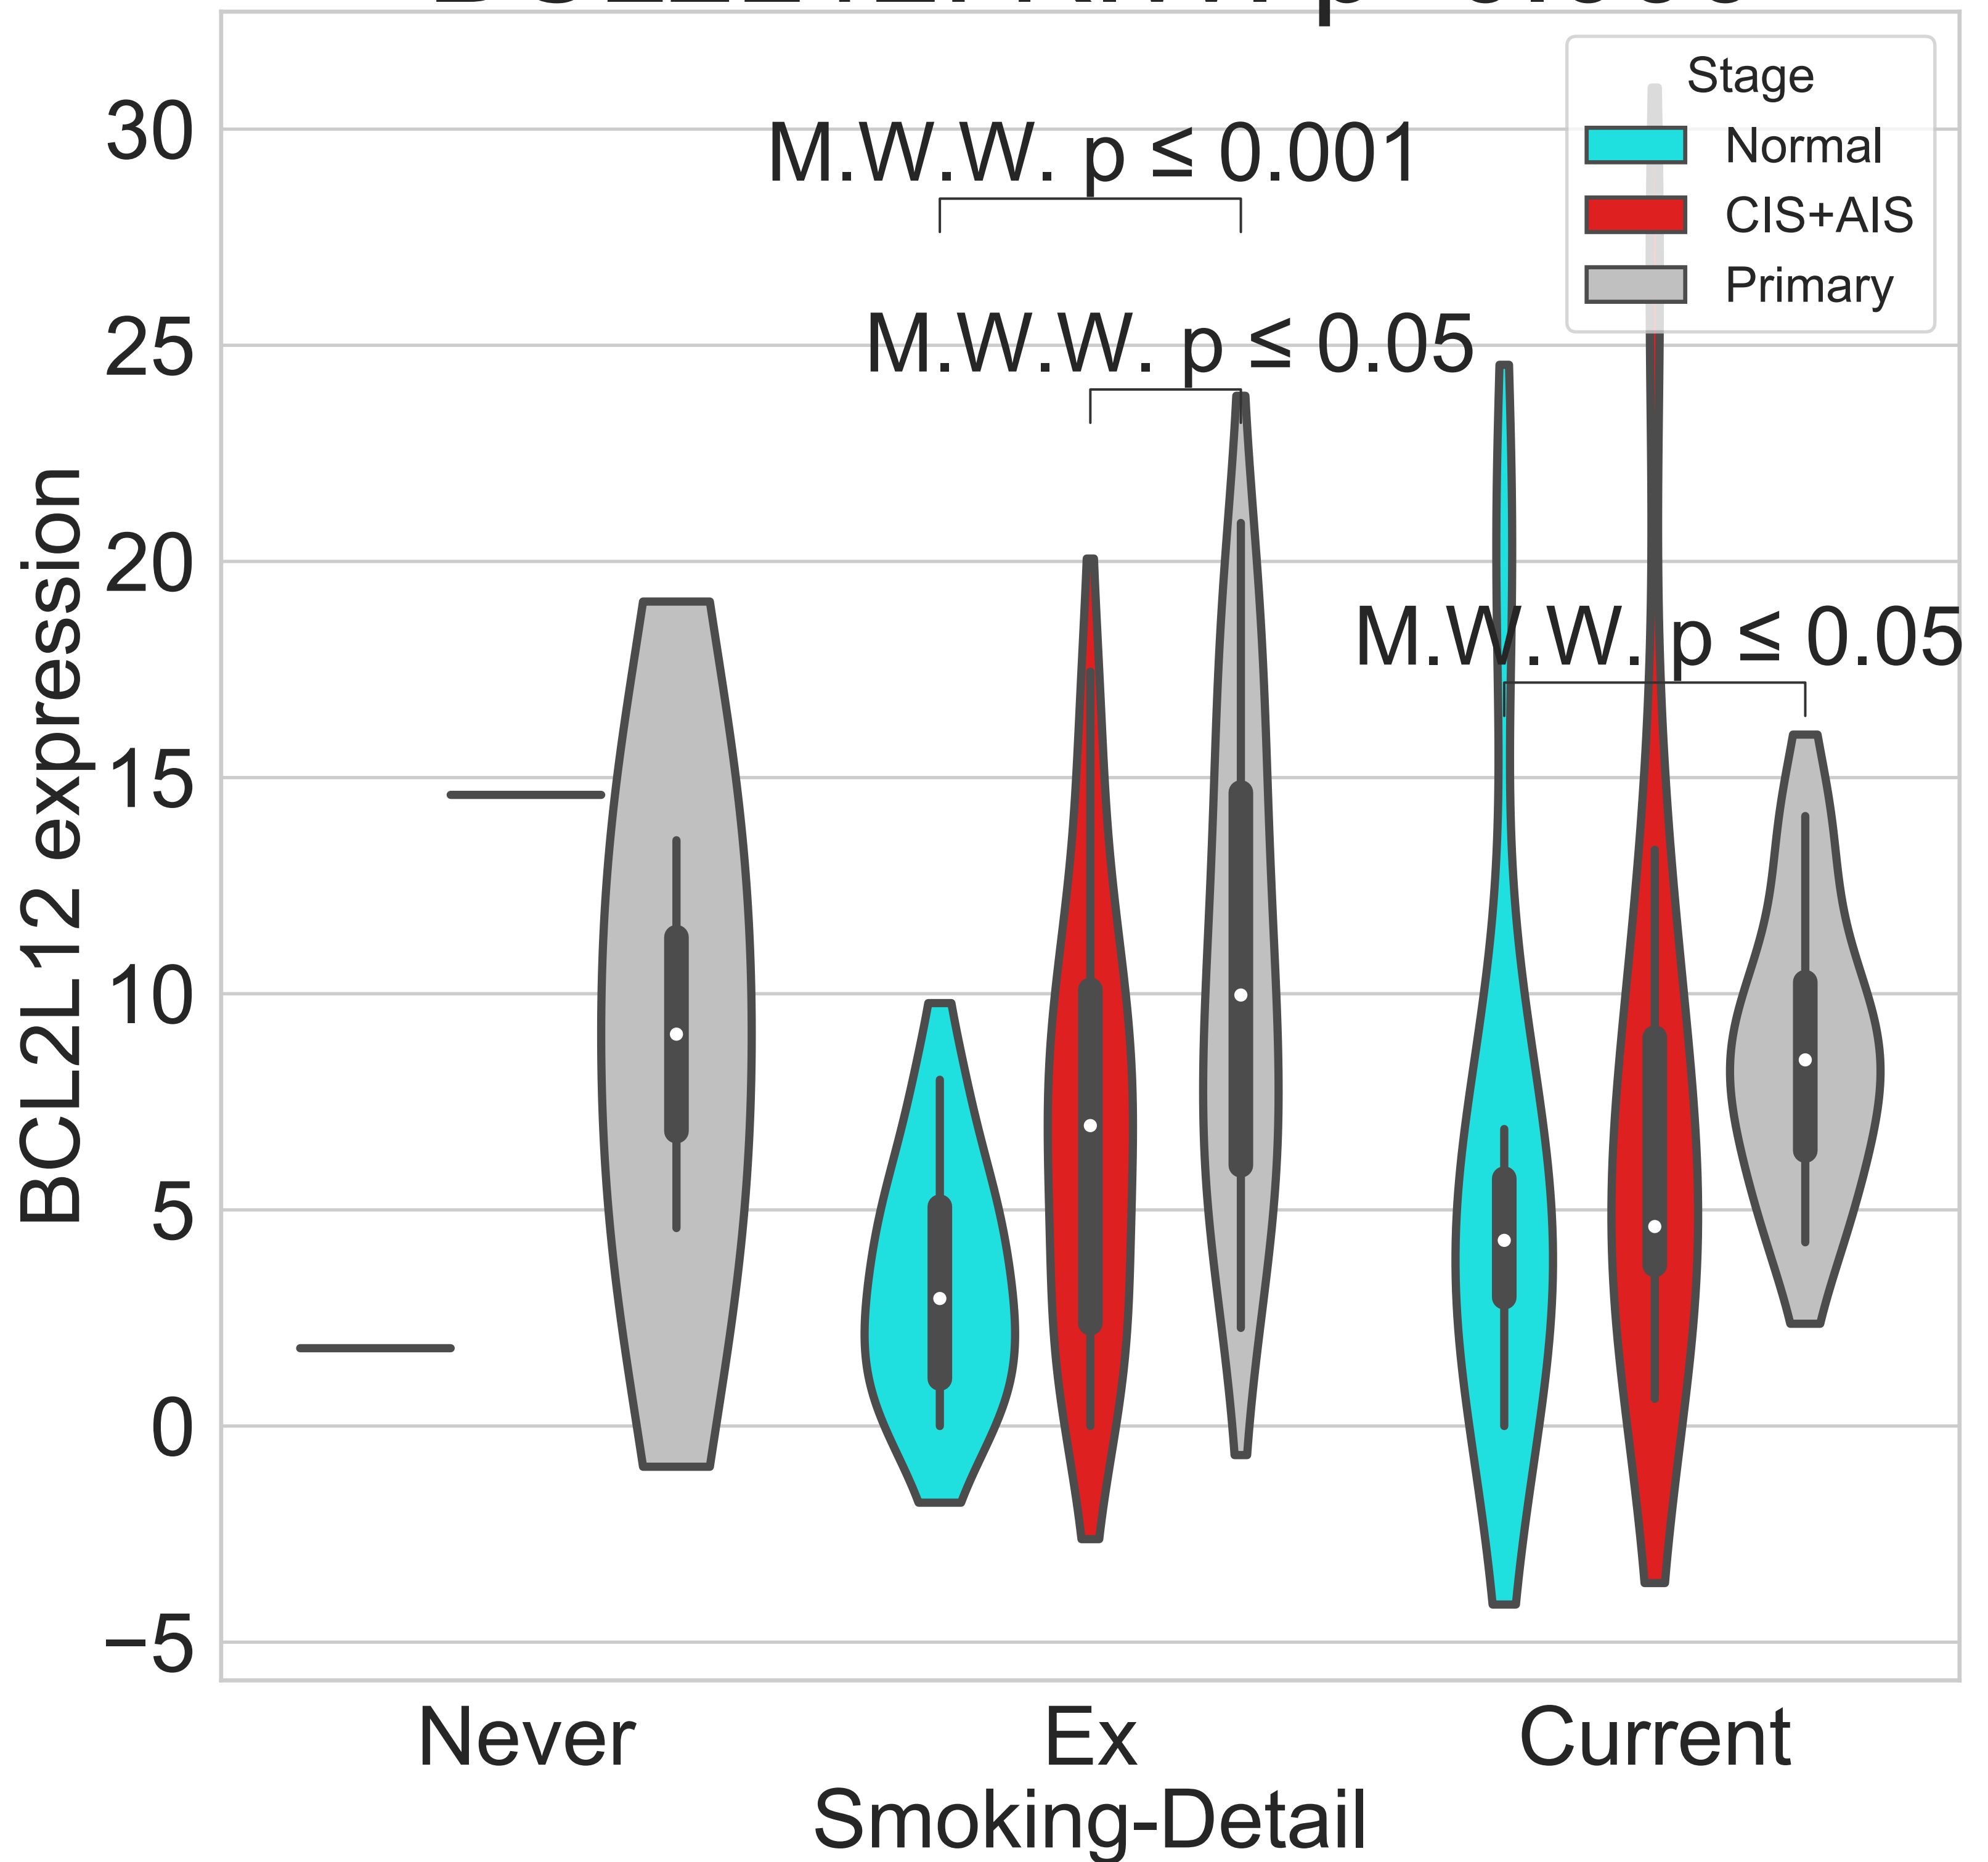 Stage
Normal
CIS+AIS
Primary
M.W.W. p ≤ 0.001
M.W.W. p ≤ 0.05
M.W.W. p ≤ 0.05
BCL2L12 expression
30
25
20
15
10
5
0
−5
Never
Ex
Current
Smoking-Detail